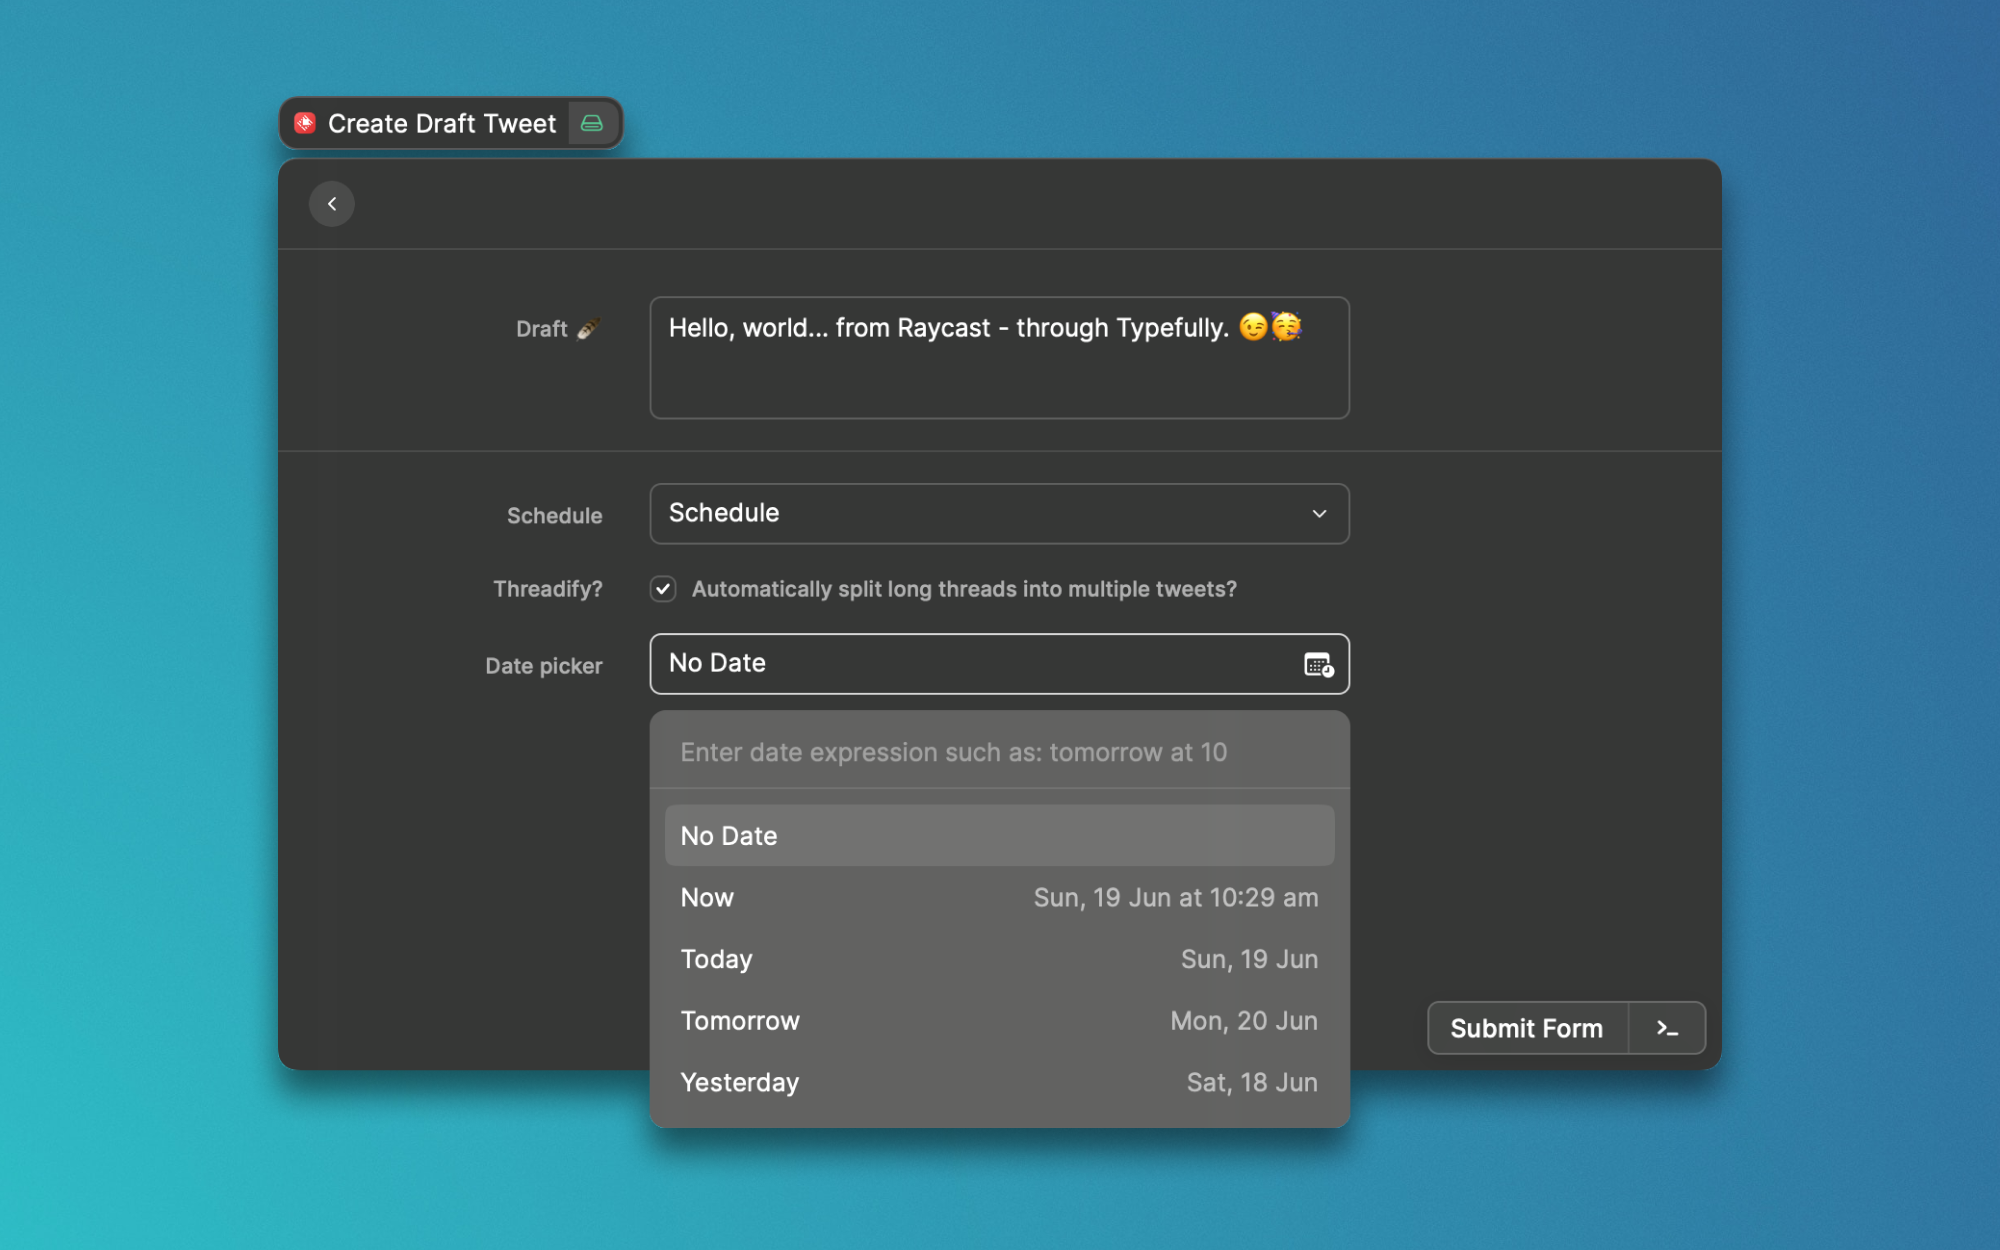 Create Draft Tweet
Draft 🪶
Hello, world... from Raycast - through Typefully. 😉🥳
Schedule
Schedule
Threadify?
Automatically split long threads into multiple tweets?
Date picker
No Date
Enter date expression such as: tomorrow at 10
No Date
Now Sun, 19 Jun at 10:29 am
Today Sun, 19 Jun
Tomorrow Mon, 20 Jun
Yesterday Sat, 18 Jun
Submit Form